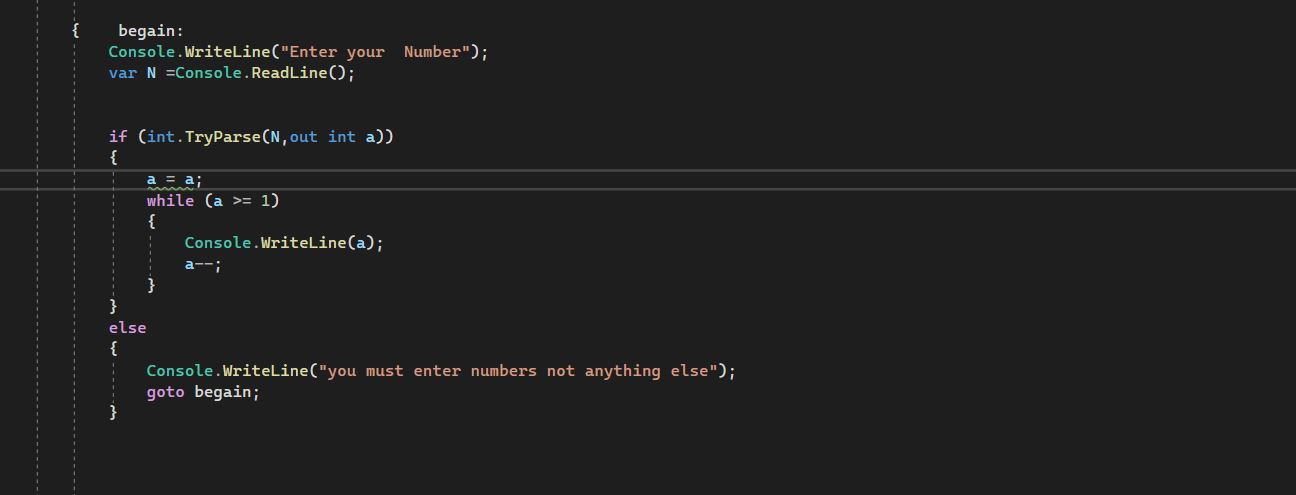 {    begain:
Console.WriteLine("Enter your  Number");
var N =Console.ReadLine();
if (int.TryParse(N,out int a))
{
a = a;
while (a >= 1)
{
Console.WriteLine(a);
a--;
}
}
else
{
Console.WriteLine("you must enter numbers not anything else");
goto begain;
}